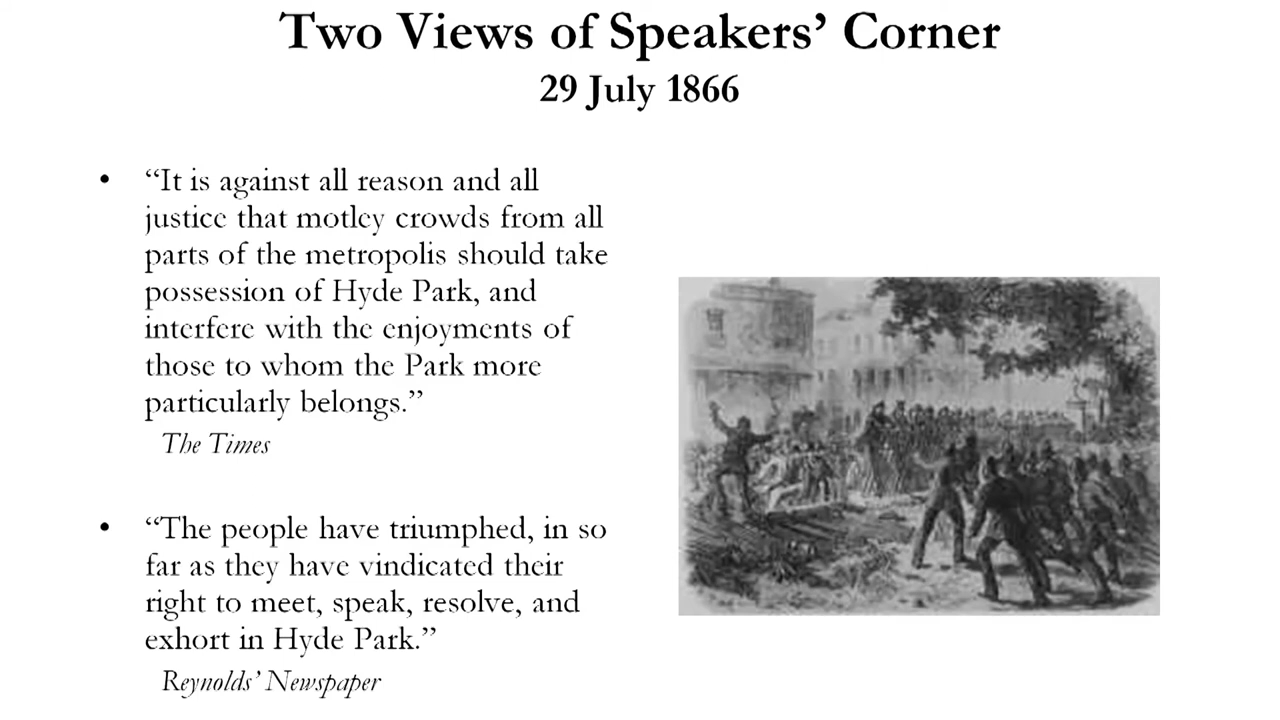 Two Views of Speakers’ Corner
29 July 1866
• “It is against all reason and all
justice that motley crowds from all
parts of the metropolis should take
possession of Hyde Park, and
interfere with the enjoyments of
those to whom the Park more
particularly belongs.”
The Times
• “The people have triumphed, in so
far as they have vindicated their
right to meet, speak, resolve, and
exhort in Hyde Park.”
Reynolds’ Newspaper